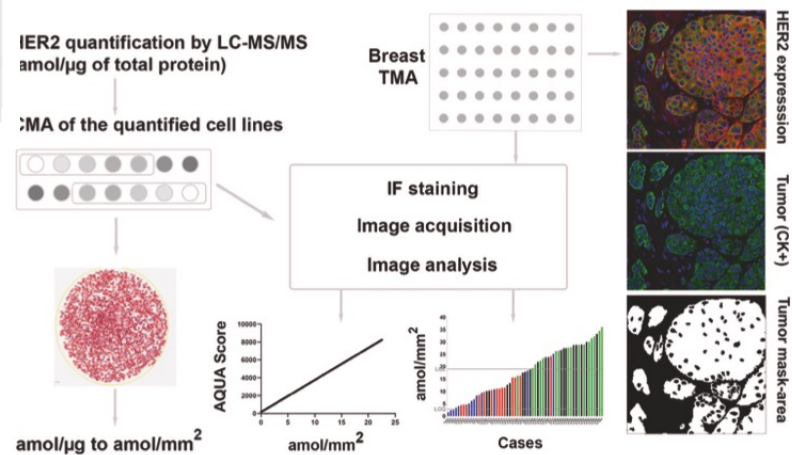 HER2 quantification by LC-MS/MS
amol/µg of total protein)
CMA of the quantified cell lines
amol/µg to amol/mm²
Breast
TMA
IF staining
Image acquisition
Image analysis
AQUA Score
10000
8000
6000
4000
2000
0
0 5 10 15 20 25
amol/mm²
amol/mm²
40
35
30
25
20
15
10
5
0
Cases
HER2 expresssion
Tumor (CK+)
Tumor mask-area